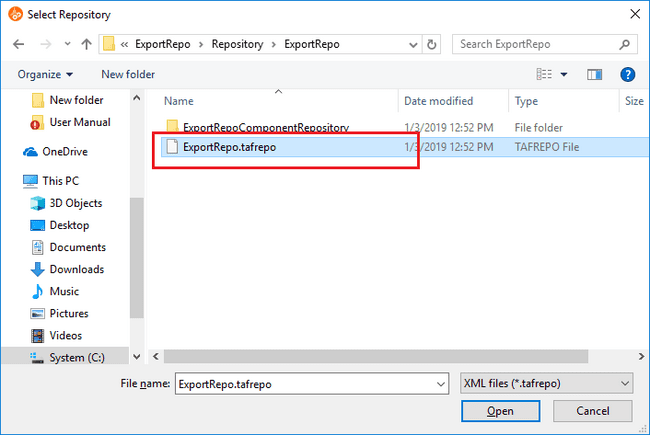 Select Repository
« ExportRepo > Repository > ExportRepo
Search ExportRepo
Organize
New folder
Name
Date modified
Type
Size
New folder
User Manual
OneDrive
This PC
3D Objects
Desktop
Documents
Downloads
Music
Pictures
Videos
System (C:)
ExportRepoComponentRepository 1/3/2019 12:52 PM File folder
ExportRepo.tafrepo 1/3/2019 12:52 PM TAFREPO File
File name: ExportRepo.tafrepo
XML files (*.tafrepo)
Open
Cancel